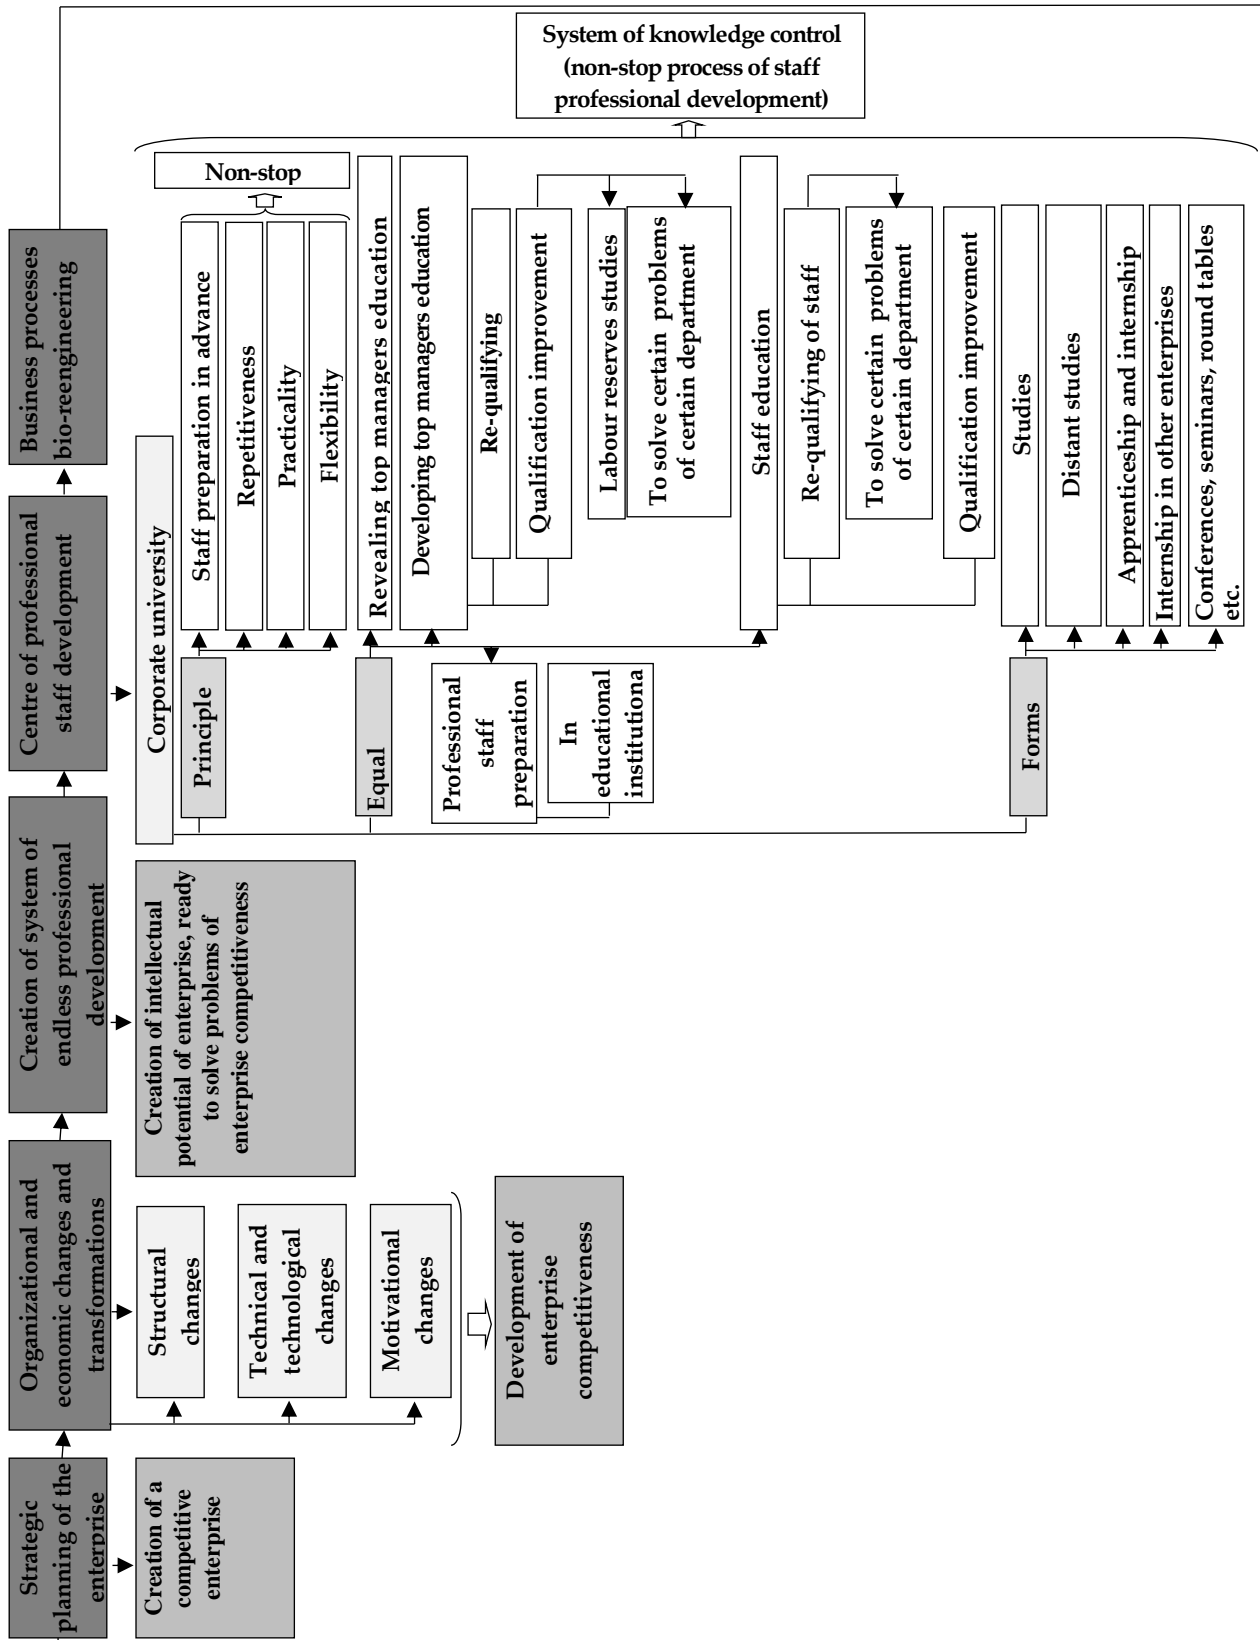 Strategic
planning of the
enterprise
Organizational and
economic changes and
transformations
Creation of system of
endless professional
development
Centre of professional
staff development
Business processes
bio-reengineering
Creation of a
competitive
enterprise
Structural
changes
Technical and
technological
changes
Motivational
changes
Development of
enterprise
competitiveness
Creation of intellectual
potential of enterprise, ready
to solve problems of
enterprise competitiveness
Corporate university
Principle
Staff preparation in advance
Repetitiveness
Practicality
Flexibility
Non-stop
Equal
Revealing top managers education
Developing top managers education
Re-qualifying
Qualification improvement
Labour reserves studies
To solve certain problems
of certain department
Professional
staff
preparation
In
educational
institutiona
Staff education
Re-qualifying of staff
To solve certain problems
of certain department
Qualification improvement
Forms
Studies
Distant studies
Apprenticeship and internship
Internship in other enterprises
Conferences, seminars, round tables
etc.
System of knowledge control
(non-stop process of staff
professional development)